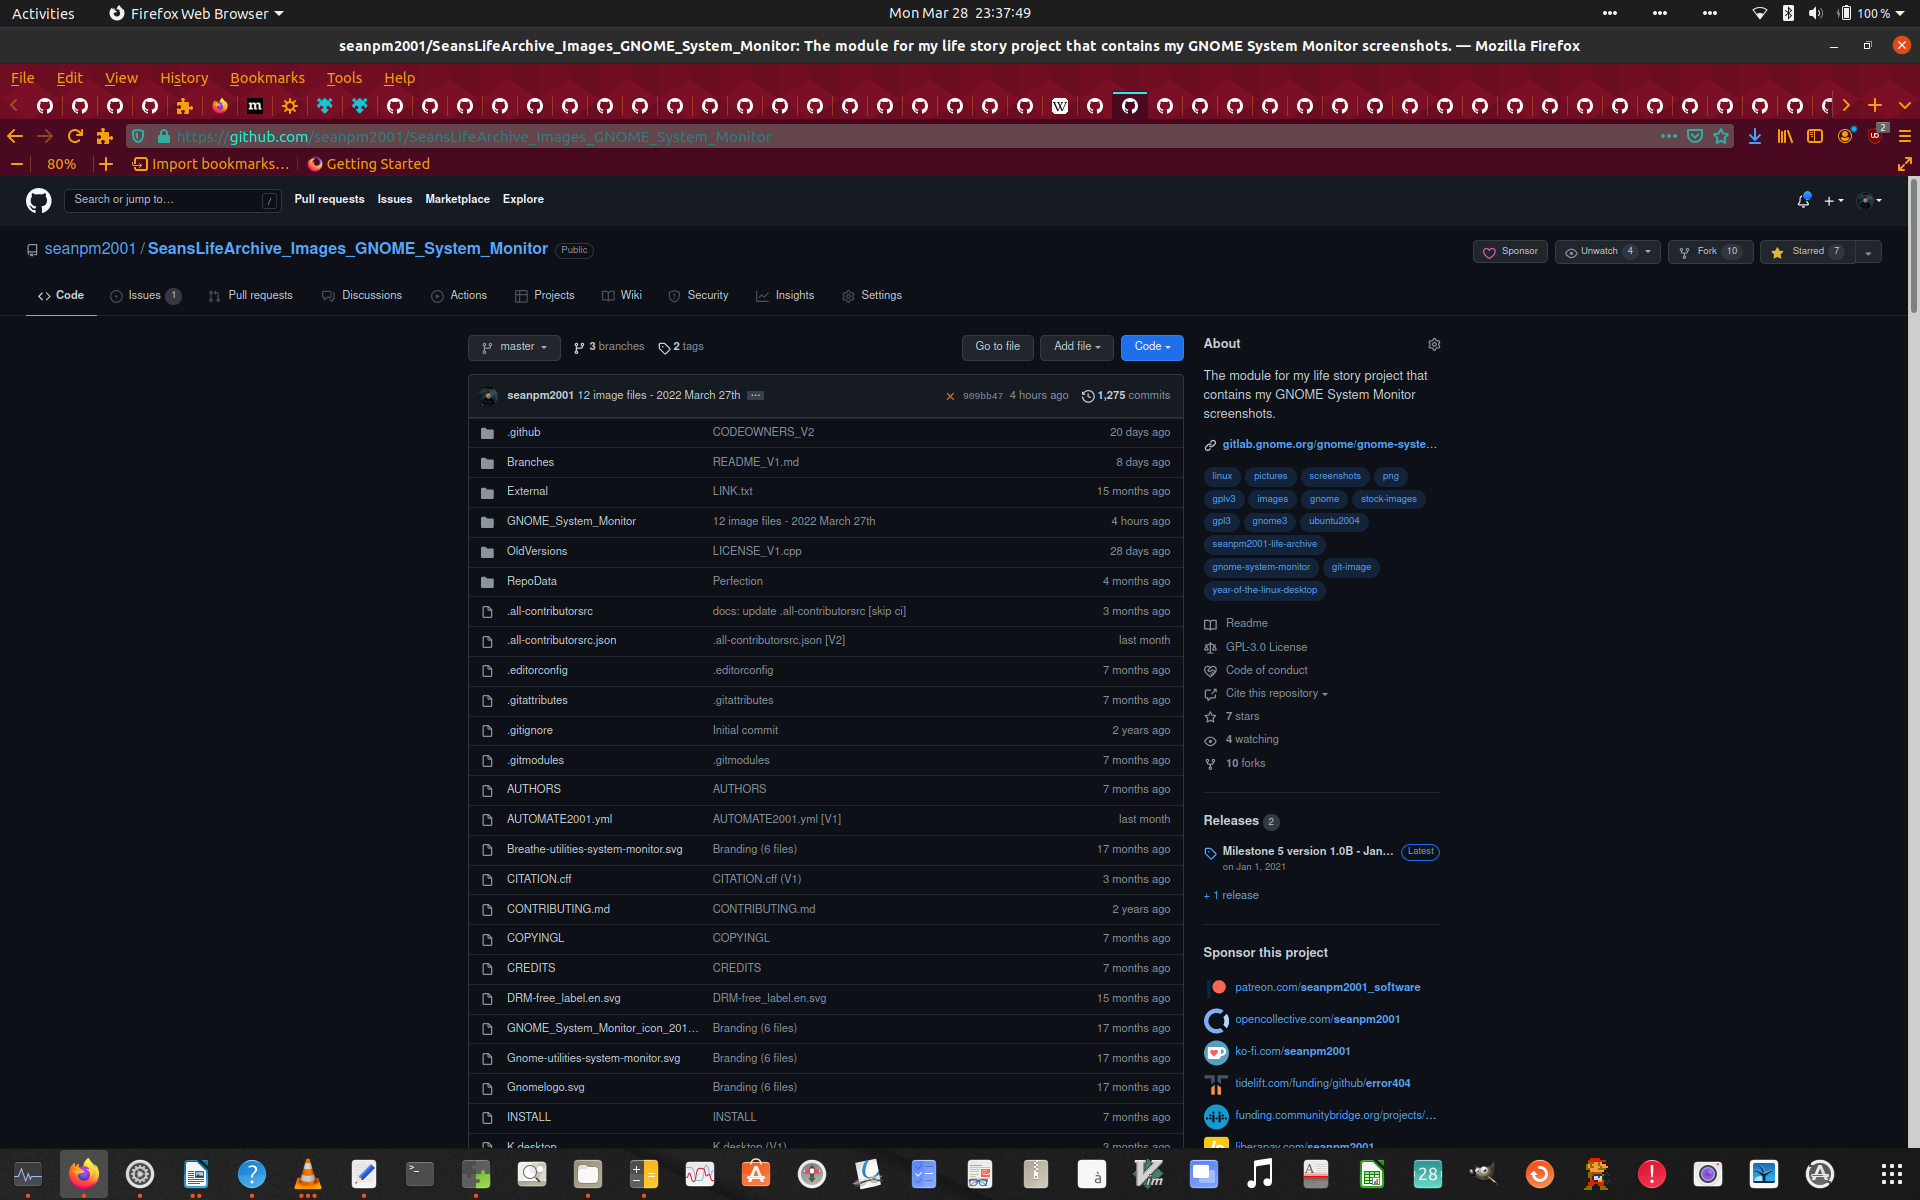 Activities
Firefox Web Browser
Mon Mar 28 23:37:49
100 %
seanpm2001/SeansLifeArchive_Images_GNOME_System_Monitor: The module for my life story project that contains my GNOME System Monitor screenshots. — Mozilla Firefox
File Edit View History Bookmarks Tools Help
https://github.com/seanpm2001/SeansLifeArchive_Images_GNOME_System_Monitor
2
80%
Import bookmarks…
Getting Started
Search or jump to… /
Pull requests Issues Marketplace Explore
seanpm2001 / SeansLifeArchive_Images_GNOME_System_Monitor Public
Sponsor Unwatch 4 Fork 10 Starred 7
Code Issues 1 Pull requests Discussions Actions Projects Wiki Security Insights Settings
master 3 branches 2 tags Go to file Add file Code
seanpm2001 12 image files - 2022 March 27th ··· 909bb47 4 hours ago 1,275 commits
.github CODEOWNERS_V2 20 days ago
Branches README_V1.md 8 days ago
External LINK.txt 15 months ago
GNOME_System_Monitor 12 image files - 2022 March 27th 4 hours ago
OldVersions LICENSE_V1.cpp 28 days ago
RepoData Perfection 4 months ago
.all-contributorsrc docs: update .all-contributorsrc [skip ci] 3 months ago
.all-contributorsrc.json .all-contributorsrc.json [V2] last month
.editorconfig .editorconfig 7 months ago
.gitattributes .gitattributes 7 months ago
.gitignore Initial commit 2 years ago
.gitmodules .gitmodules 7 months ago
AUTHORS AUTHORS 7 months ago
AUTOMATE2001.yml AUTOMATE2001.yml [V1] last month
Breathe-utilities-system-monitor.svg Branding (6 files) 17 months ago
CITATION.cff CITATION.cff (V1) 3 months ago
CONTRIBUTING.md CONTRIBUTING.md 2 years ago
COPYINGL COPYINGL 7 months ago
CREDITS CREDITS 7 months ago
DRM-free_label.en.svg DRM-free_label.en.svg 15 months ago
GNOME_System_Monitor_icon_201… Branding (6 files) 17 months ago
Gnome-utilities-system-monitor.svg Branding (6 files) 17 months ago
Gnomelogo.svg Branding (6 files) 17 months ago
INSTALL INSTALL 7 months ago
K.desktop K.desktop (V1) 3 months ago
About
The module for my life story project that
contains my GNOME System Monitor
screenshots.
gitlab.gnome.org/gnome/gnome-syste…
linux pictures screenshots png
gplv3 images gnome stock-images
gpl3 gnome3 ubuntu2004
seanpm2001-life-archive
gnome-system-monitor git-image
year-of-the-linux-desktop
Readme
GPL-3.0 License
Code of conduct
Cite this repository
7 stars
4 watching
10 forks
Releases 2
Milestone 5 version 1.0B - Jan… Latest
on Jan 1, 2021
+ 1 release
Sponsor this project
patreon.com/seanpm2001_software
opencollective.com/seanpm2001
ko-fi.com/seanpm2001
tidelift.com/funding/github/error404
funding.communitybridge.org/projects/…
liberapay.com/seanpm2001
28